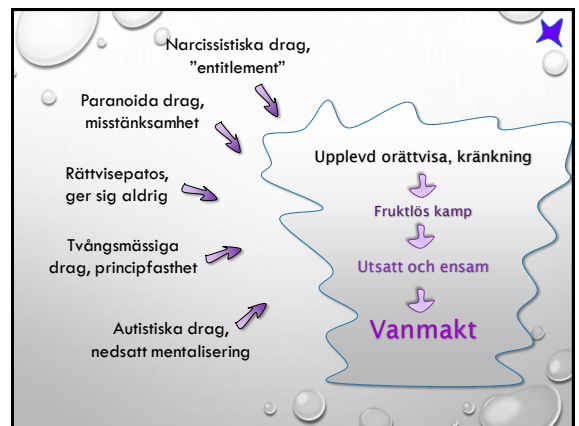 Narcissistiska drag,
”entitlement”
Paranoida drag,
misstänksamhet
Rättvisepatos,
ger sig aldrig
Tvångsmässiga
drag, principfasthet
Autistiska drag,
nedsatt mentalisering
Upplevd orättvisa, kränkning
Fruktlös kamp
Utsatt och ensam
Vanmakt